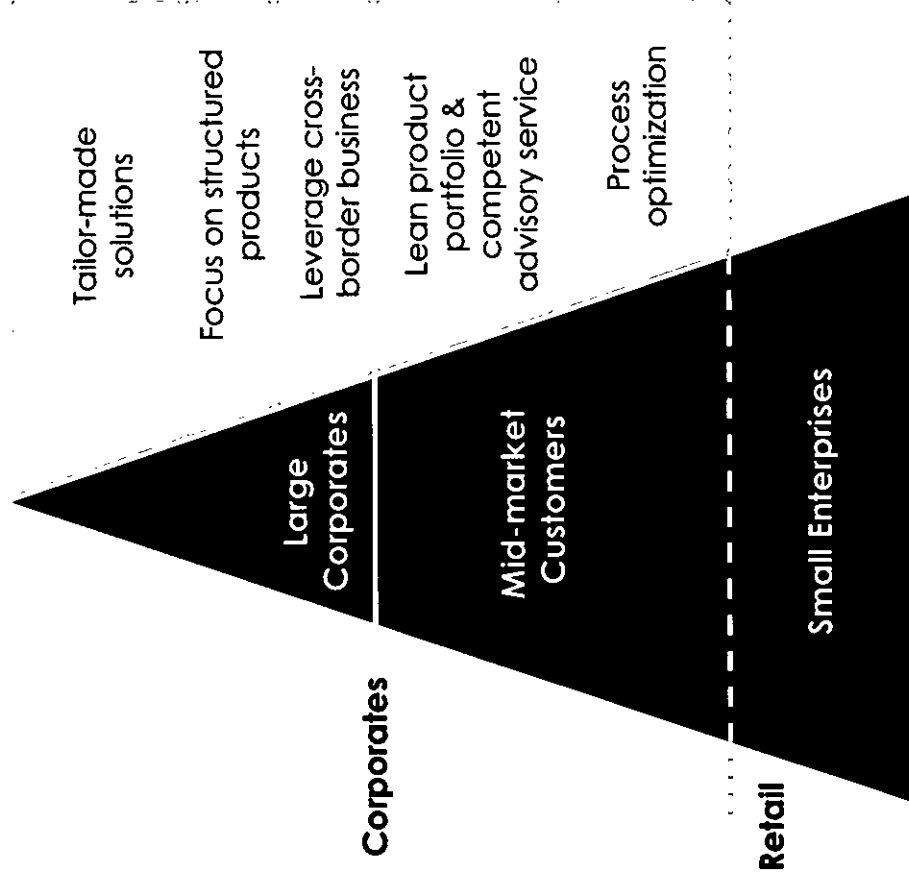 Tailor-made
solutions
Focus on structured
products
Leverage cross-
border business
Lean product
portfolio &
competent
advisory service
Process
optimization
Large
Corporates
Mid-market
Customers
Small Enterprises
Corporates
Retail